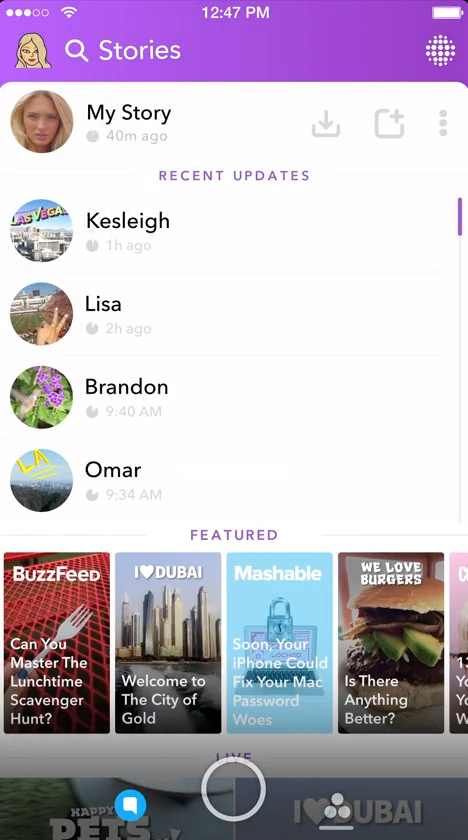 12:47 PM
Stories
My Story
40m ago
RECENT UPDATES
LAS VEGAS
Kesleigh
1h ago
Lisa
2h ago
Brandon
9:40 AM
LA
Omar
9:34 AM
FEATURED
BuzzFeed
Can You
Master The
Lunchtime
Scavenger
Hunt?
I♥DUBAI
Welcome to
The City of
Gold
Mashable
Soon, Your
iPhone Could
Fix Your Mac
Password
Woes
WE LOVE
BURGERS
Is There
Anything
Better?
LIVE
HAPPY
PETS
I♥DUBAI